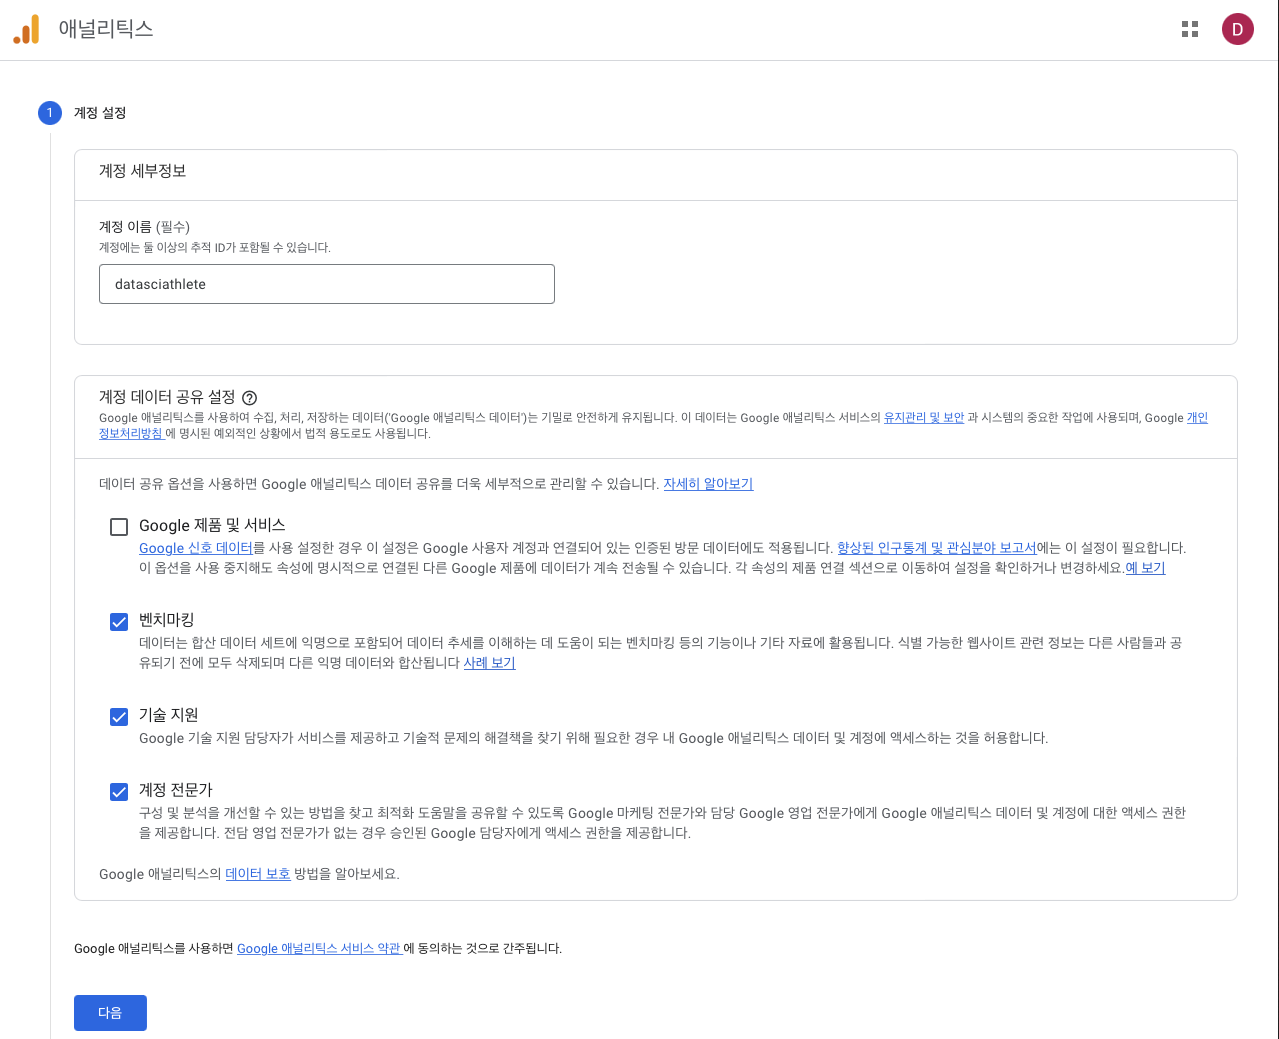 애널리틱스
D
1 계정 설정
계정 세부정보
계정 이름 (필수)
계정에는 둘 이상의 추적 ID가 포함될 수 있습니다.
datasciathlete
계정 데이터 공유 설정
Google 애널리틱스를 사용하여 수집, 처리, 저장하는 데이터('Google 애널리틱스 데이터')는 기밀로 안전하게 유지됩니다. 이 데이터는 Google 애널리틱스 서비스의 유지관리 및 보안 과 시스템의 중요한 작업에 사용되며, Google 개인
정보처리방침 에 명시된 예외적인 상황에서 법적 용도로도 사용됩니다.
데이터 공유 옵션을 사용하면 Google 애널리틱스 데이터 공유를 더욱 세부적으로 관리할 수 있습니다. 자세히 알아보기
Google 제품 및 서비스
Google 신호 데이터를 사용 설정한 경우 이 설정은 Google 사용자 계정과 연결되어 있는 인증된 방문 데이터에도 적용됩니다. 향상된 인구통계 및 관심분야 보고서에는 이 설정이 필요합니다.
이 옵션을 사용 중지해도 속성에 명시적으로 연결된 다른 Google 제품에 데이터가 계속 전송될 수 있습니다. 각 속성의 제품 연결 섹션으로 이동하여 설정을 확인하거나 변경하세요.예 보기
벤치마킹
데이터는 합산 데이터 세트에 익명으로 포함되어 데이터 추세를 이해하는 데 도움이 되는 벤치마킹 등의 기능이나 기타 자료에 활용됩니다. 식별 가능한 웹사이트 관련 정보는 다른 사람들과 공
유되기 전에 모두 삭제되며 다른 익명 데이터와 합산됩니다 사례 보기
기술 지원
Google 기술 지원 담당자가 서비스를 제공하고 기술적 문제의 해결책을 찾기 위해 필요한 경우 내 Google 애널리틱스 데이터 및 계정에 액세스하는 것을 허용합니다.
계정 전문가
구성 및 분석을 개선할 수 있는 방법을 찾고 최적화 도움말을 공유할 수 있도록 Google 마케팅 전문가와 담당 Google 영업 전문가에게 Google 애널리틱스 데이터 및 계정에 대한 액세스 권한
을 제공합니다. 전담 영업 전문가가 없는 경우 승인된 Google 담당자에게 액세스 권한을 제공합니다.
Google 애널리틱스의 데이터 보호 방법을 알아보세요.
Google 애널리틱스를 사용하면 Google 애널리틱스 서비스 약관 에 동의하는 것으로 간주됩니다.
다음